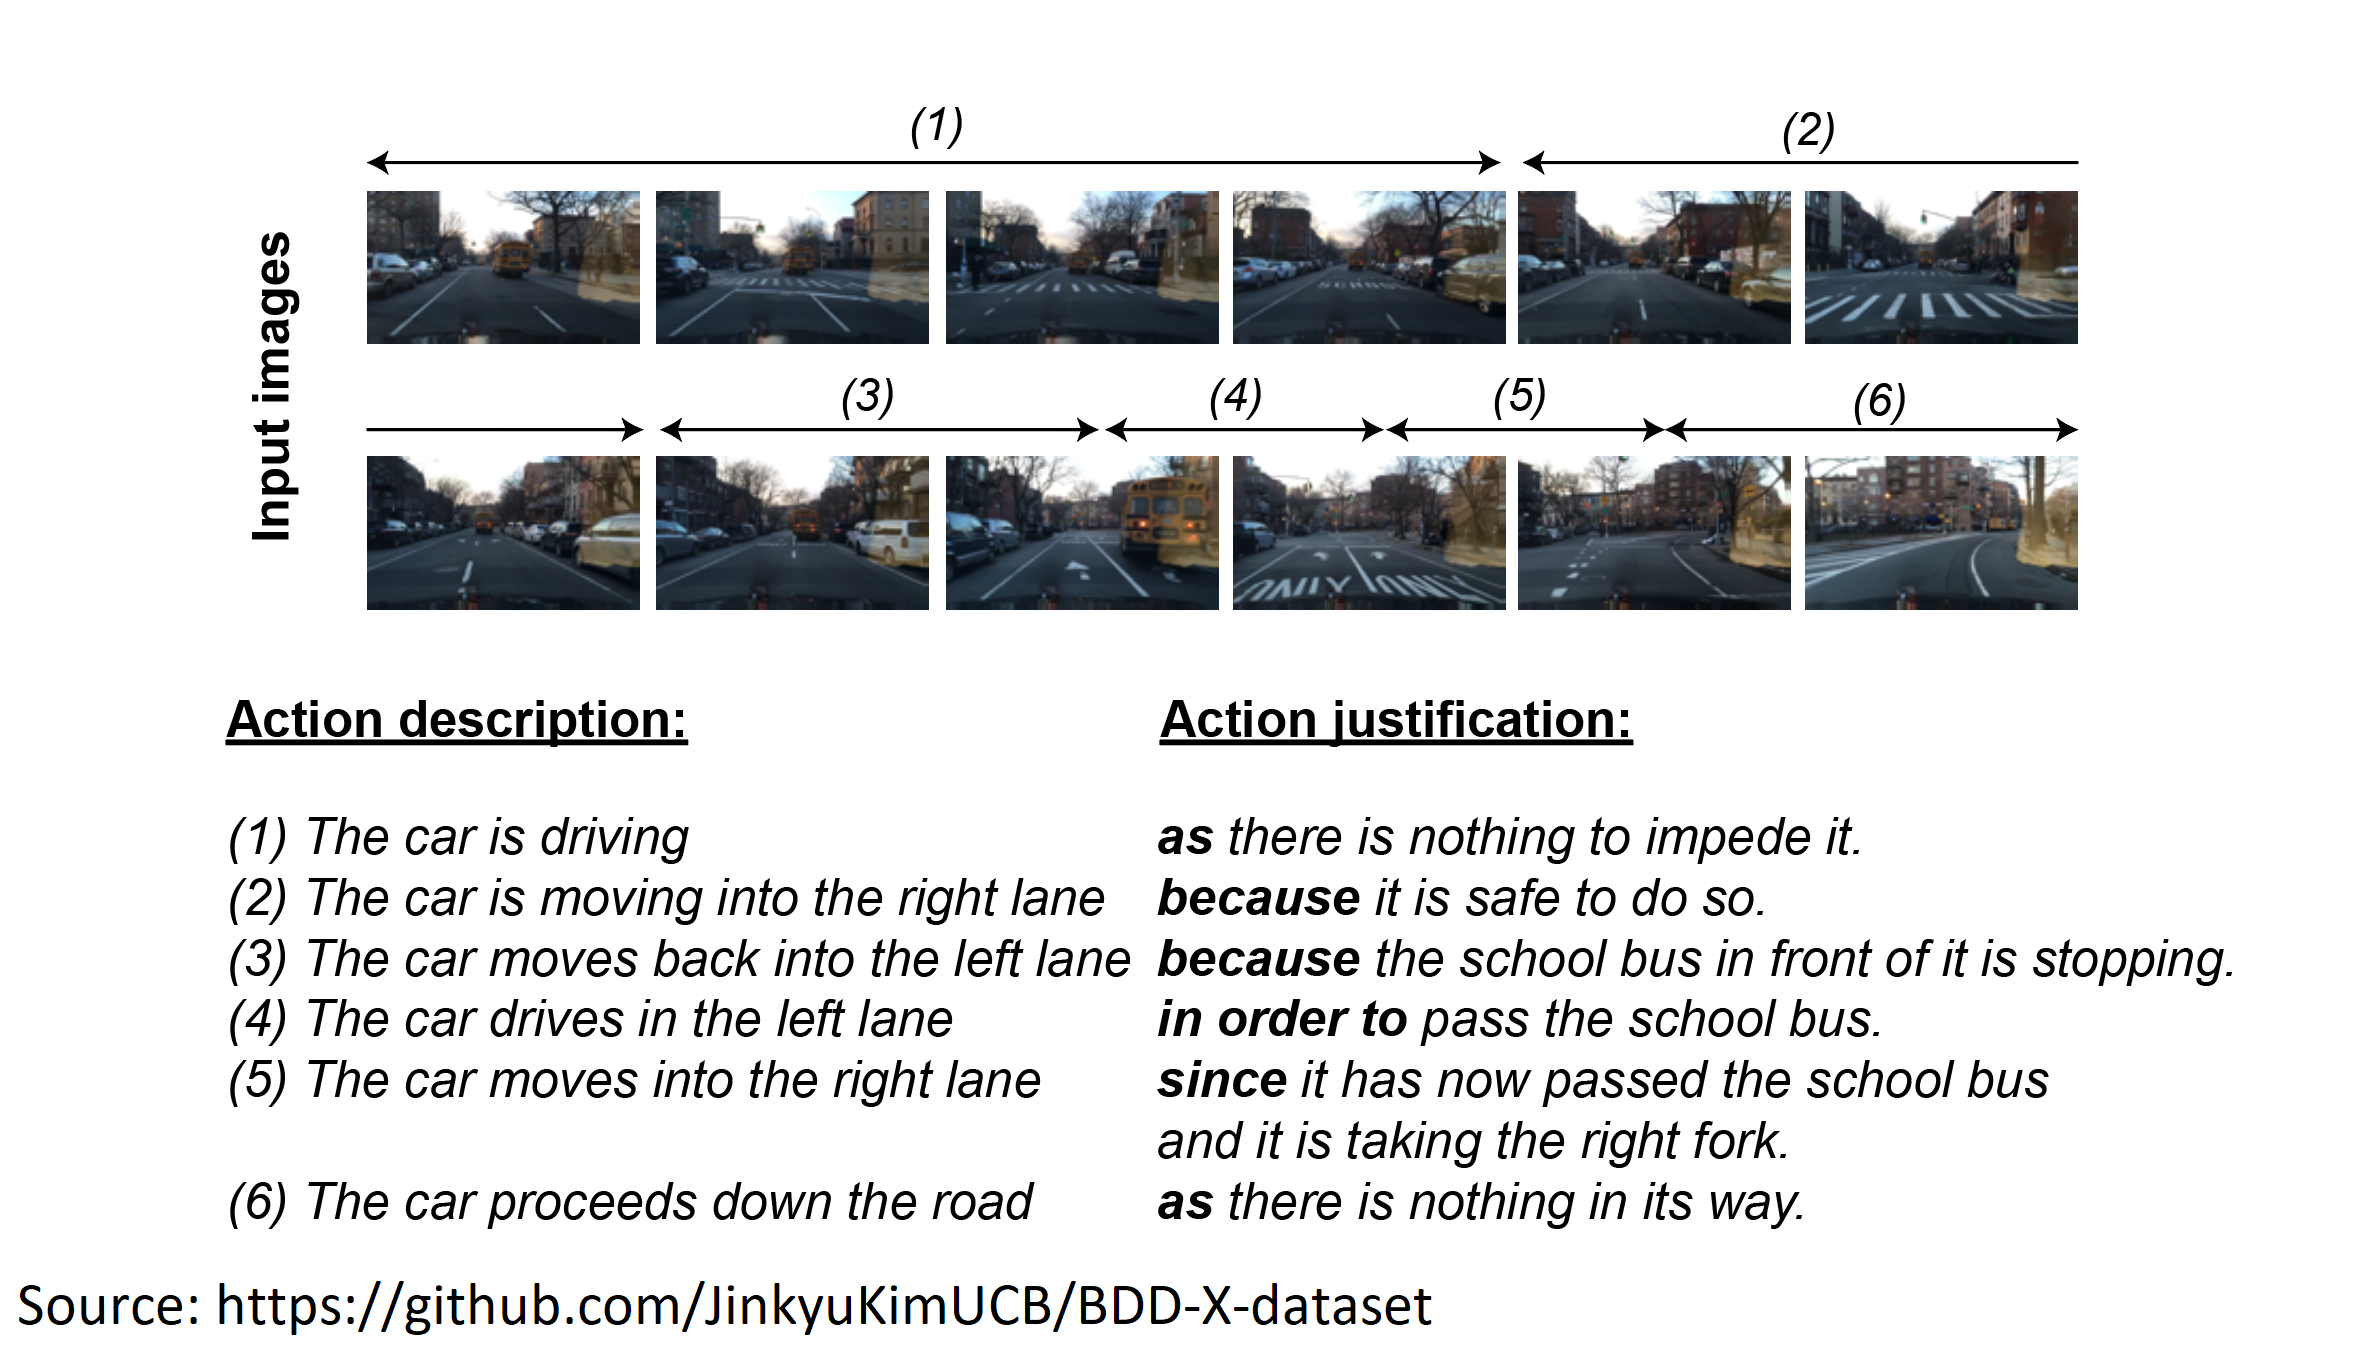 (1) (2)
Input images
(3) (4) (5) (6)
SCHOOL
ONLY ONLY
Action description: Action justification:
(1) The car is driving as there is nothing to impede it.
(2) The car is moving into the right lane because it is safe to do so.
(3) The car moves back into the left lane because the school bus in front of it is stopping.
(4) The car drives in the left lane in order to pass the school bus.
(5) The car moves into the right lane since it has now passed the school bus
and it is taking the right fork.
(6) The car proceeds down the road as there is nothing in its way.
Source: https://github.com/JinkyuKimUCB/BDD-X-dataset